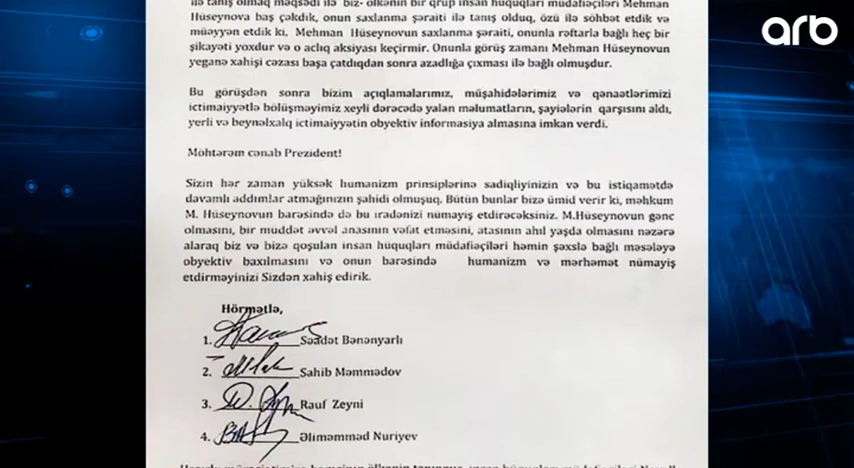 arb
ilə tanış olmaq məqsədi ilə biz- ölkənin bir qrup insan hüquqları müdafiəçiləri Mehman
Hüseynova baş çəkdik, onun saxlanma şəraiti ilə tanış olduq, özü ilə söhbət etdik və
müəyyən etdik ki, Mehman Hüseynovun saxlanma şəraiti, onunla rəftarla bağlı heç bir
şikayəti yoxdur və o aclıq aksiyası keçirmir. Onunla görüş zamanı Mehman Hüseynovun
yeganə xahişi cəzası başa çatdıqdan sonra azadlığa çıxması ilə bağlı olmuşdur.
Bu görüşdən sonra bizim açıqlamalarımız, müşahidələrimiz və qənaətlərimizi
ictimaiyyətlə bölüşməyimiz xeyli dərəcədə yalan məlumatların, şayiələrin qarşısını aldı,
yerli və beynəlxalq ictimaiyyətin obyektiv informasiya almasına imkan verdi.
Möhtərəm cənab Prezident!
Sizin hər zaman yüksək humanizm prinsiplərinə sadiqliyinizin və bu istiqamətdə
davamlı addımlar atmağınızın şahidi olmuşuq. Bütün bunlar bizə ümid verir ki, məhkum
M. Hüseynovun barəsində də bu iradənizi nümayiş etdirəcəksiniz. M.Hüseynovun gənc
olmasını, bir muddət əvvəl anasının vəfat etməsini, atasının ahıl yaşda olmasını nəzərə
alaraq biz və bizə qoşulan insan hüquqları müdafiəçiləri həmin şəxslə bağlı məsələyə
obyektiv baxılmasını və onun barəsində humanizm və mərhəmət nümayiş
etdirməyinizi Sizdən xahiş edirik.
Hörmətlə,
1. Səadət Bənənyarlı
2. Sahib Məmmədov
3. Rauf Zeyni
4. Əliməmməd Nuriyev